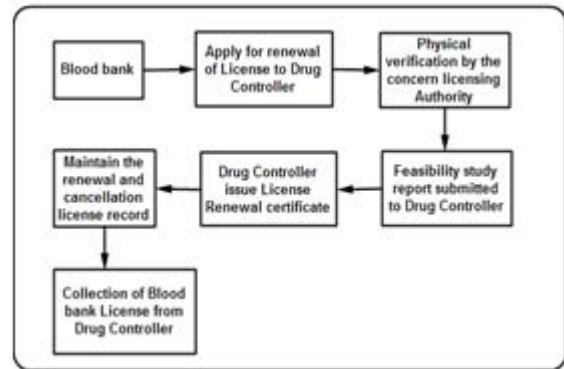 Blood bank
Apply for renewal
of License to Drug
Controller
Physical
verification by the
concern licensing
Authority
Feasibility study
report submitted
to Drug Controller
Drug Controller
issue License
Renewal certificate
Maintain the
renewal and
cancellation
license record
Collection of Blood
bank License from
Drug Controller